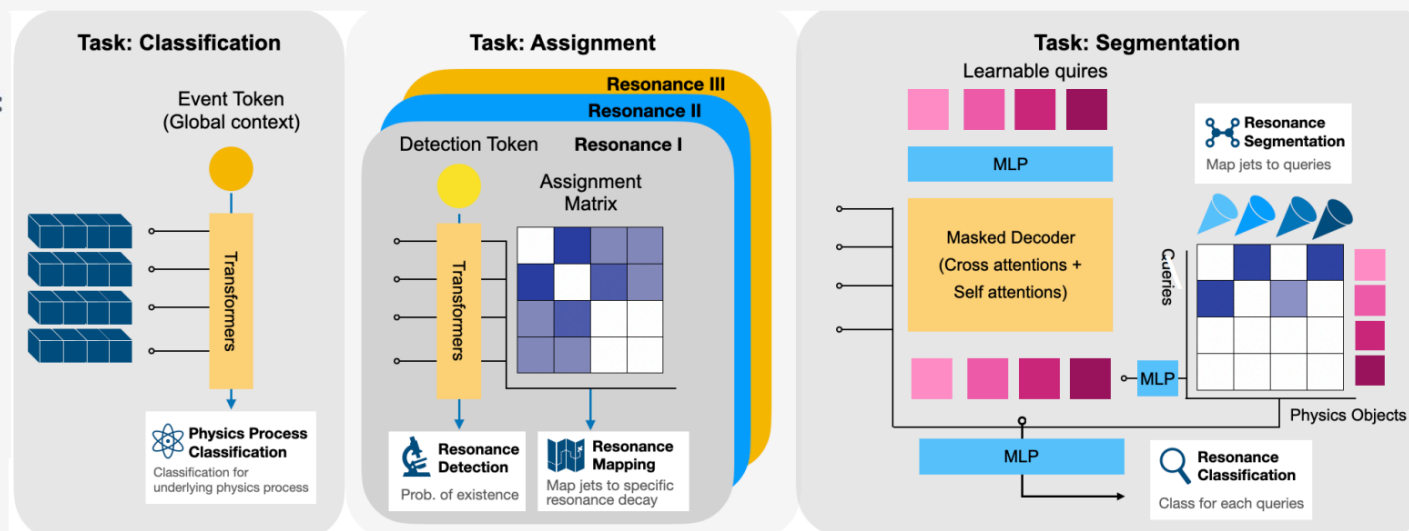 Task: Classification
Event Token
(Global context)
Transformers
Physics Process
Classification
Classification for
underlying physics process
Task: Assignment
Resonance III
Resonance II
Resonance I
Detection Token
Assignment
Matrix
Transformers
Resonance
Detection
Prob. of existence
Resonance
Mapping
Map jets to specific
resonance decay
Task: Segmentation
Learnable quires
MLP
Masked Decoder
(Cross attentions +
Self attentions)
Resonance
Segmentation
Map jets to queries
Queries
MLP
Physics Objects
MLP
Resonance
Classification
Class for each queries